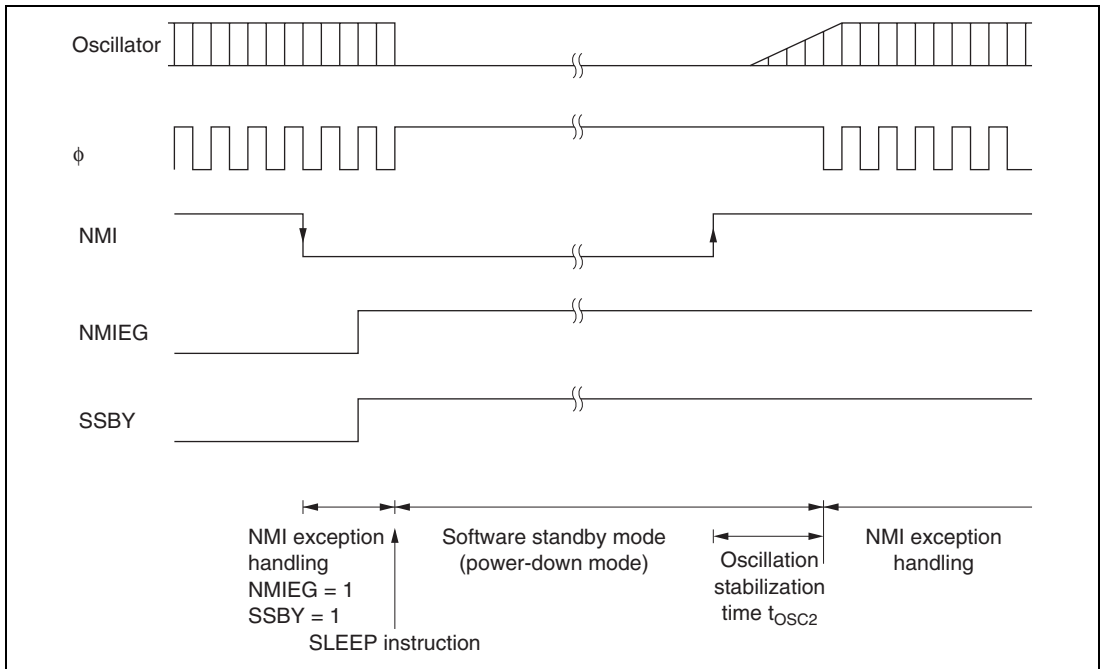 Oscillator
ϕ
NMI
NMIEG
SSBY
NMI exception
handling
NMIEG = 1
SSBY = 1
SLEEP instruction
Software standby mode
(power-down mode)
Oscillation
stabilization
time tOSC2
NMI exception
handling